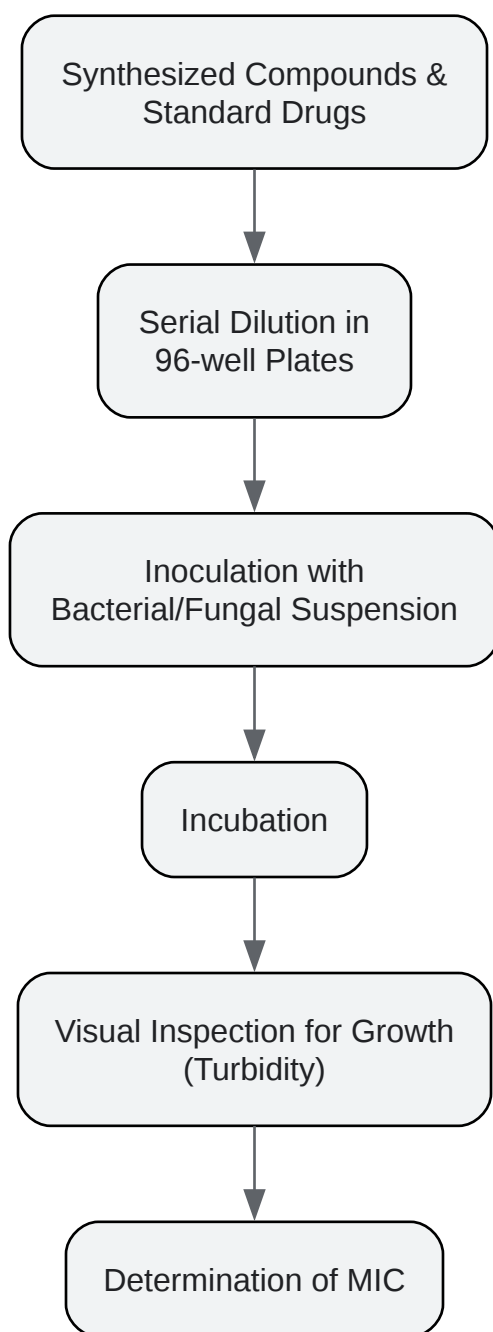 Synthesized Compounds &
Standard Drugs
Serial Dilution in
96-well Plates
Inoculation with
Bacterial/Fungal Suspension
Incubation
Visual Inspection for Growth
(Turbidity)
Determination of MIC